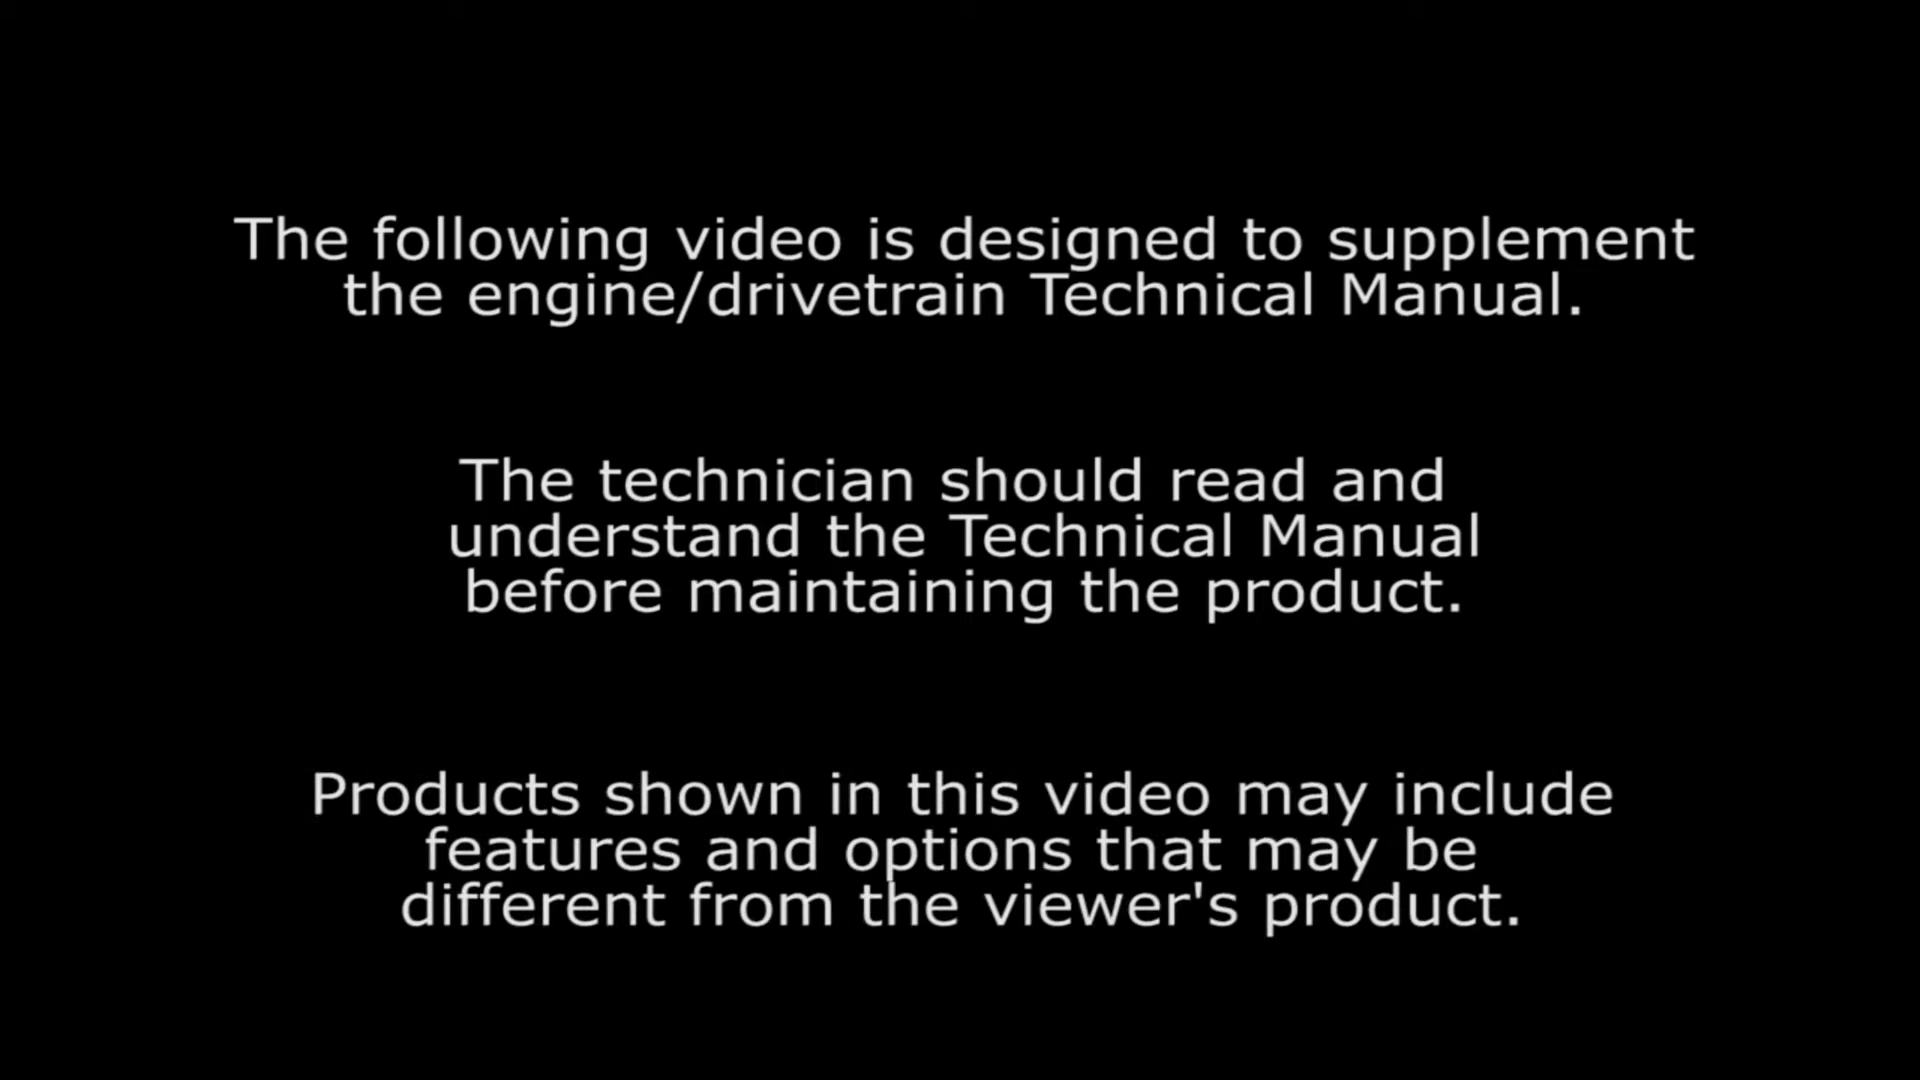 The following video is designed to supplement
the engine/drivetrain Technical Manual.
The technician should read and
understand the Technical Manual
before maintaining the product.
Products shown in this video may include
features and options that may be
different from the viewer's product.